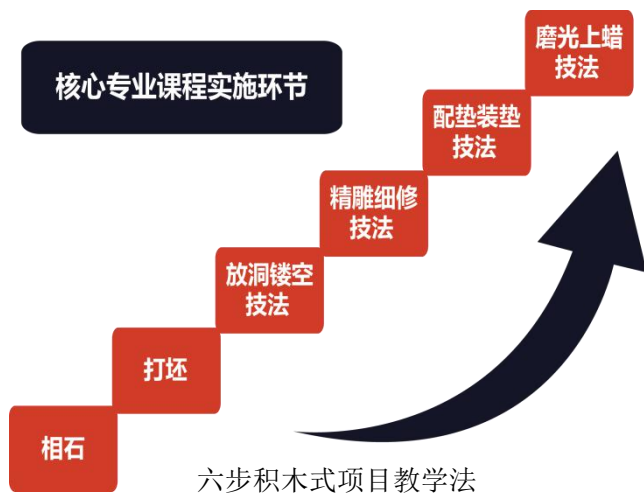 核心专业课程实施环节
磨光上蜡
技法
配垫装垫
技法
精雕细修
技法
放洞镂空
技法
打坯
相石
六步积木式项目教学法